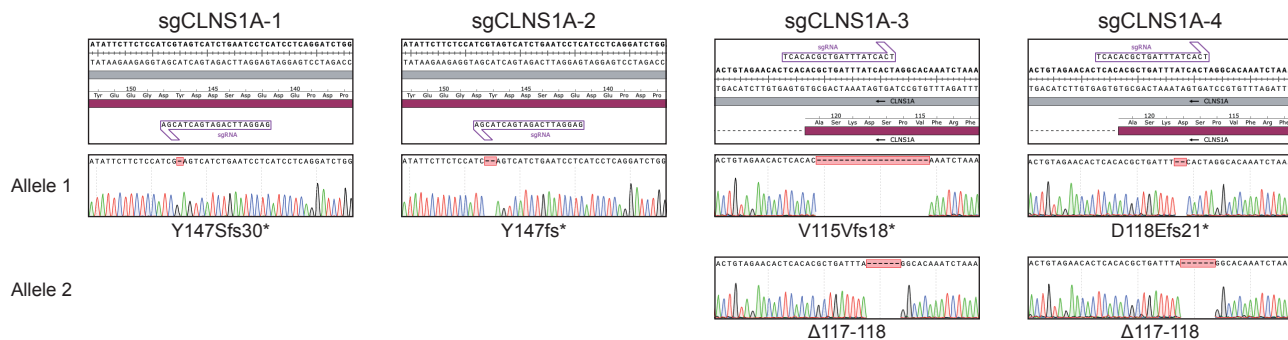 sgCLNS1A-1
sgCLNS1A-2
sgCLNS1A-3
sgCLNS1A-4
ATATTCTTCTCCATCGTAGTCATCTGAATCCTCATCCTCAGGATCTGG
TATAAGAAGAGGTAGCATCAGTAGACTTAGGAGTAGGAGTCCTAGACC
150 145 140
Tyr Glu Glu Gly Asp Tyr Asp Asp Ser Asp Glu Asp Glu Pro Asp Pro
AGCATCAGTAGACTTAGGAG
sgRNA
ATATTCTTCTCCATCGTAGTCATCTGAATCCTCATCCTCAGGATCTGG
TATAAGAAGAGGTAGCATCAGTAGACTTAGGAGTAGGAGTCCTAGACC
150 145 140
Tyr Glu Glu Gly Asp Tyr Asp Asp Ser Asp Glu Asp Glu Pro Asp Pro
AGCATCAGTAGACTTAGGAG
sgRNA
sgRNA
TCACACGCTGATTTATCACT
ACTGTAGAACACTCACACGCTGATTTATCACTAGGCACAAATCTAAA
TGACATCTTGTGAGTGTGCGACTAAATAGTGATCCGTGTTTAGATTT
← CLNS1A
120 115
Ala Ser Lys Asp Ser Pro Val Phe Arg Phe
← CLNS1A
sgRNA
TCACACGCTGATTTATCACT
ACTGTAGAACACTCACACGCTGATTTATCACTAGGCACAAATCTAA
TGACATCTTGTGAGTGTGCGACTAAATAGTGATCCGTGTTTAGATT
← CLNS1A
120 115
Ala Ser Lys Asp Ser Pro Val Phe Arg Phe
← CLNS1A
Allele 1
ATATTCTTCTCCATCG-AGTCATCTGAATCCTCATCCTCAGGATCTGG
Y147Sfs30*
ATATTCTTCTCCATC--AGTCATCTGAATCCTCATCCTCAGGATCTGG
Y147fs*
ACTGTAGAACACTCACAC--------------------AAATCTAAA
V115Vfs18*
ACTGTAGAACACTCACACGCTGATTT--CACTAGGCACAAATCTAA
D118Efs21*
Allele 2
ACTGTAGAACACTCACACGCTGATTTA------GGCACAAATCTAAA
Δ117-118
ACTGTAGAACACTCACACGCTGATTTA------GGCACAAATCTAA
Δ117-118